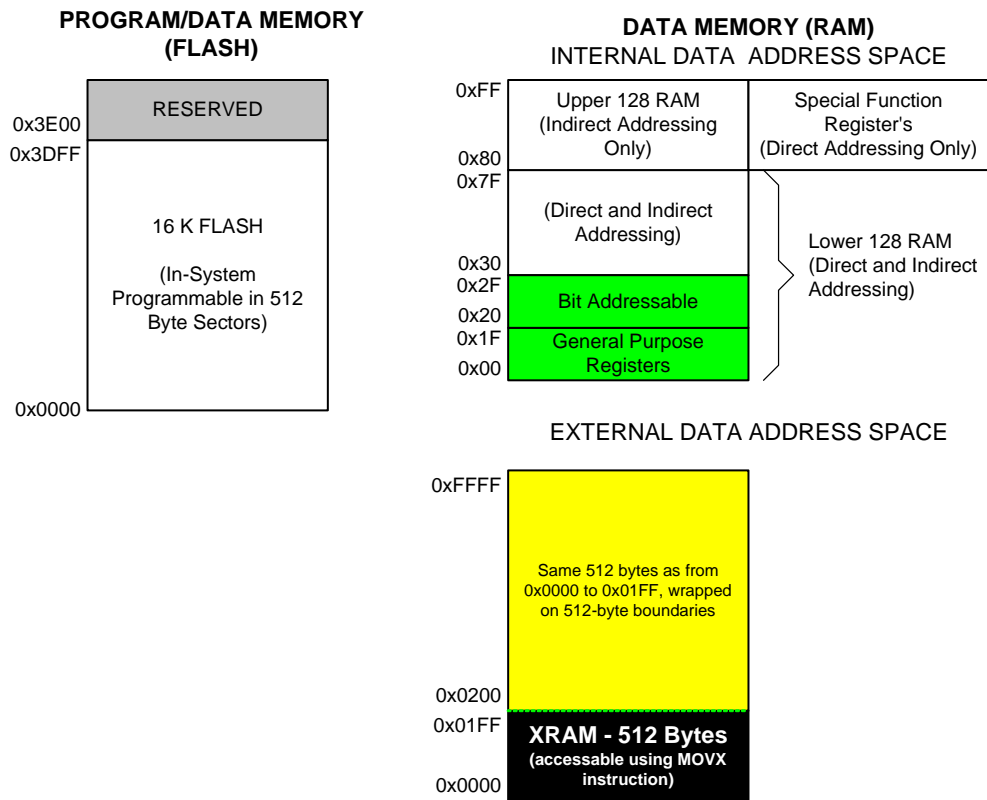 PROGRAM/DATA MEMORY
(FLASH)
RESERVED
0x3E00
0x3DFF
16 K FLASH
(In-System
Programmable in 512
Byte Sectors)
0x0000
DATA MEMORY (RAM)
INTERNAL DATA ADDRESS SPACE
0xFF
Upper 128 RAM
(Indirect Addressing
Only)
0x80
Special Function
Register's
(Direct Addressing Only)
0x7F
(Direct and Indirect
Addressing)
0x30
0x2F
Bit Addressable
0x20
0x1F
General Purpose
Registers
0x00
Lower 128 RAM
(Direct and Indirect
Addressing)
EXTERNAL DATA ADDRESS SPACE
0xFFFF
Same 512 bytes as from
0x0000 to 0x01FF, wrapped
on 512-byte boundaries
0x0200
0x01FF
XRAM - 512 Bytes
(accessable using MOVX
instruction)
0x0000